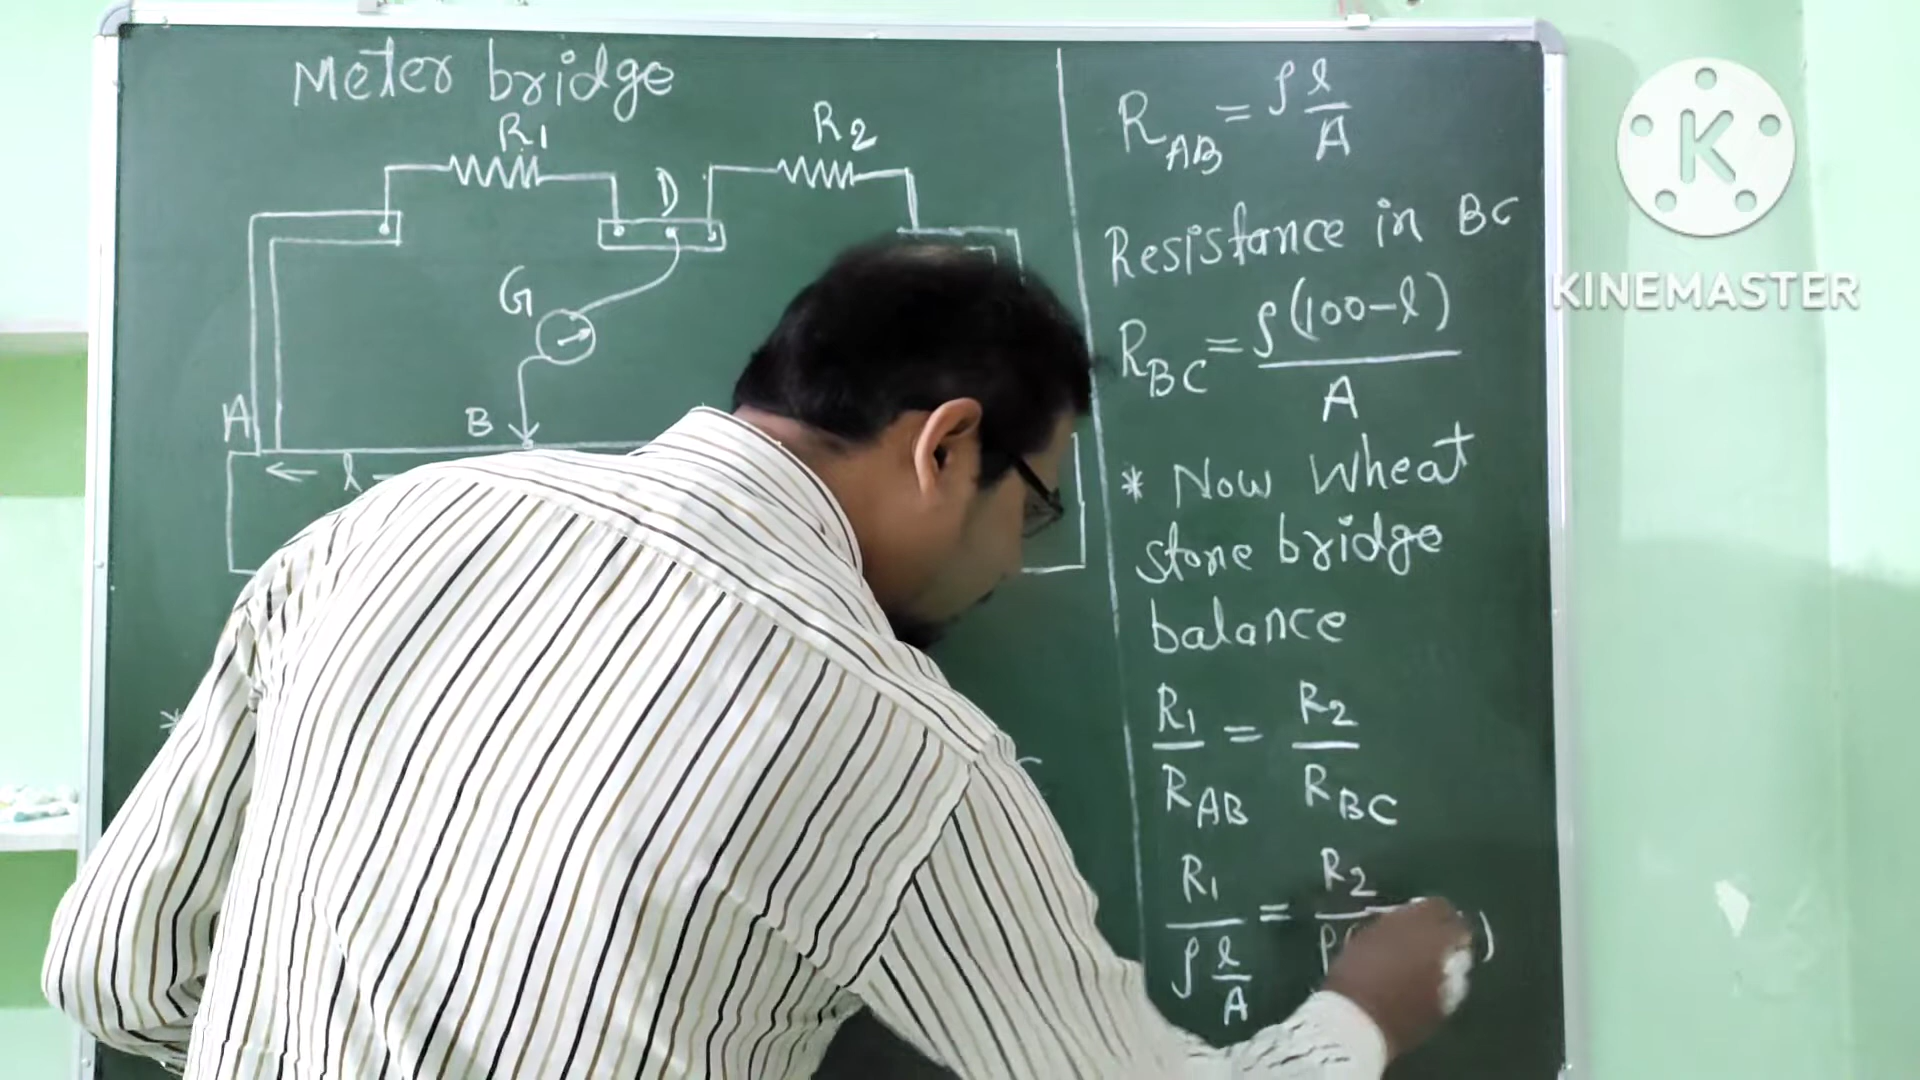 Meter bridge
R1
R2
D
G
A
B
← l -
*
R_AB = ρ l/A
Resistance in BC
R_BC = ρ(100-l)/A
* Now Wheat
stone bridge
balance
R1/R_AB = R2/R_BC
R1/(ρ l/A) = R2/ρ( )
K
KINEMASTER